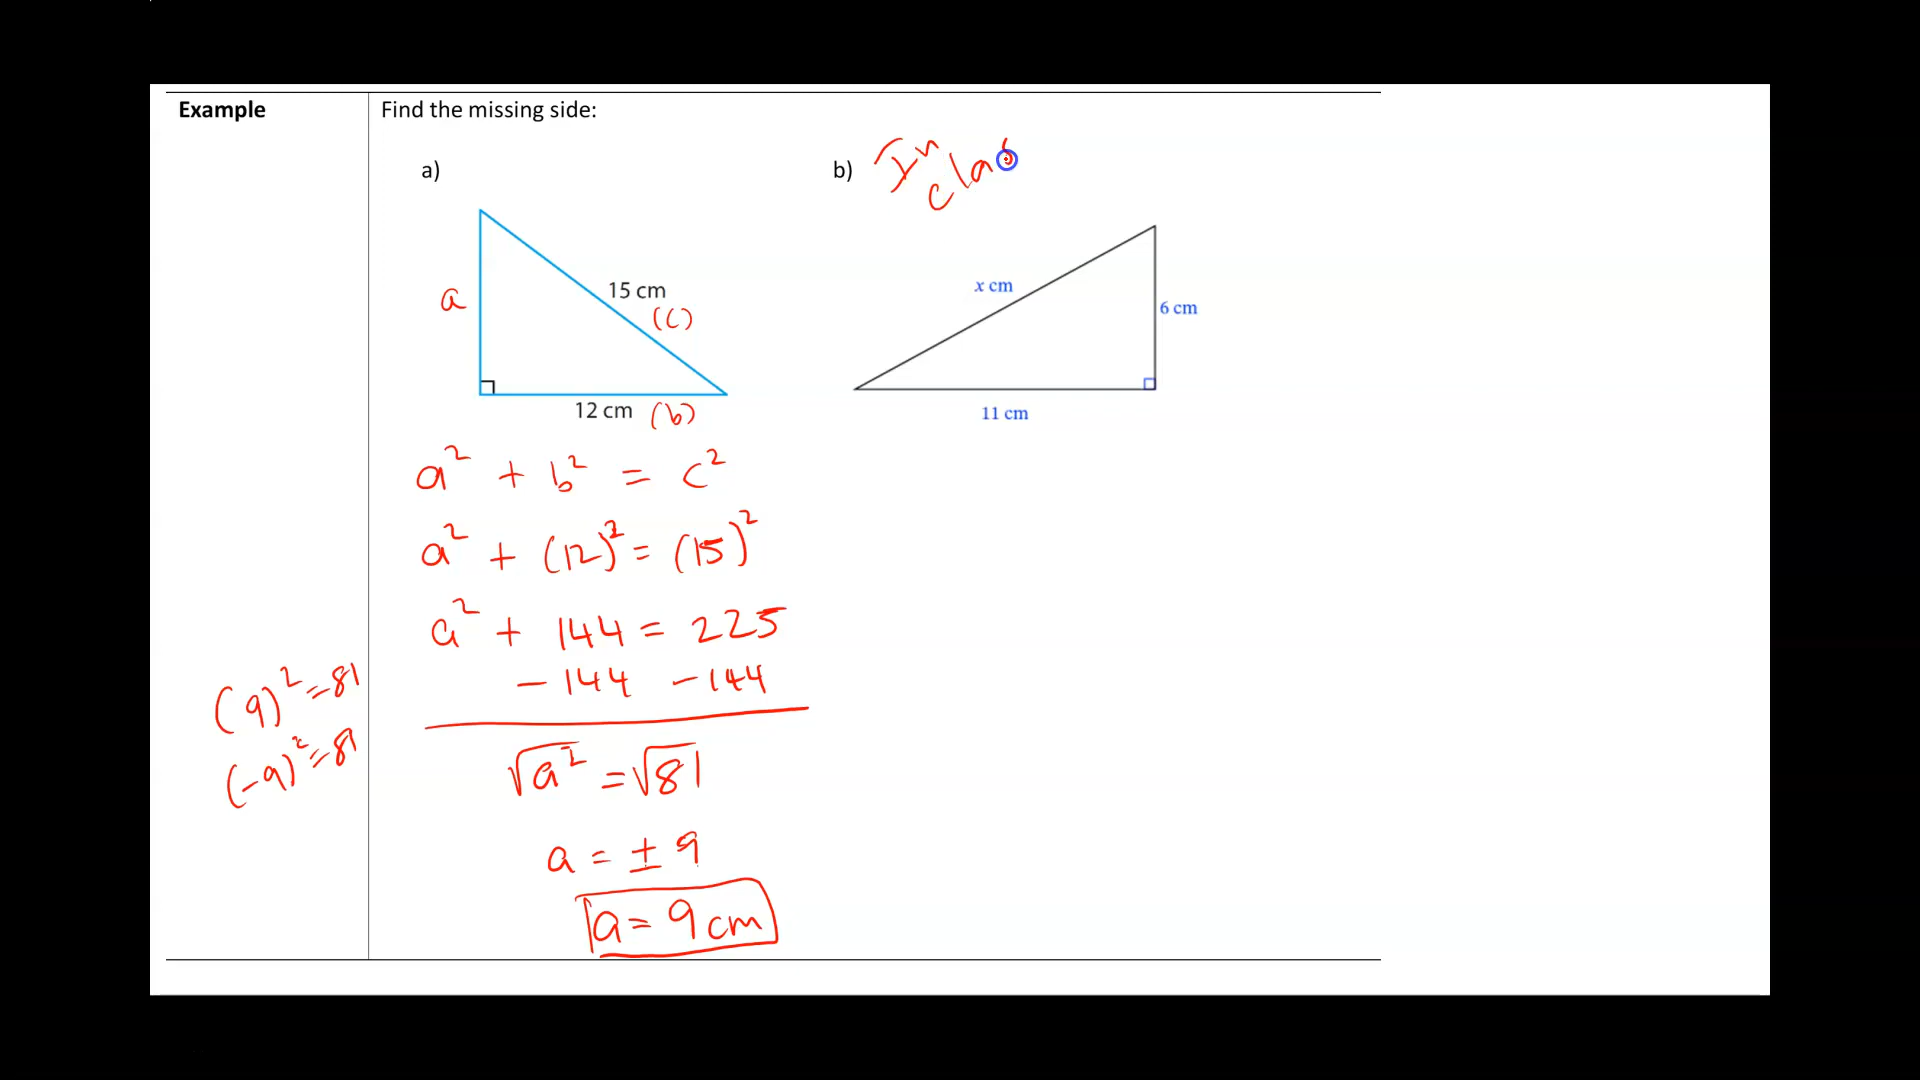 Example
Find the missing side:
a)
b)
In
clas
a
15 cm
(c)
12 cm (b)
x cm
6 cm
11 cm
a² + b² = c²
a² + (12)² = (15)²
a² + 144 = 225
- 144 - 144
(9)² = 81
(-9)² = 81
√a² = √81
a = ± 9
a = 9 cm